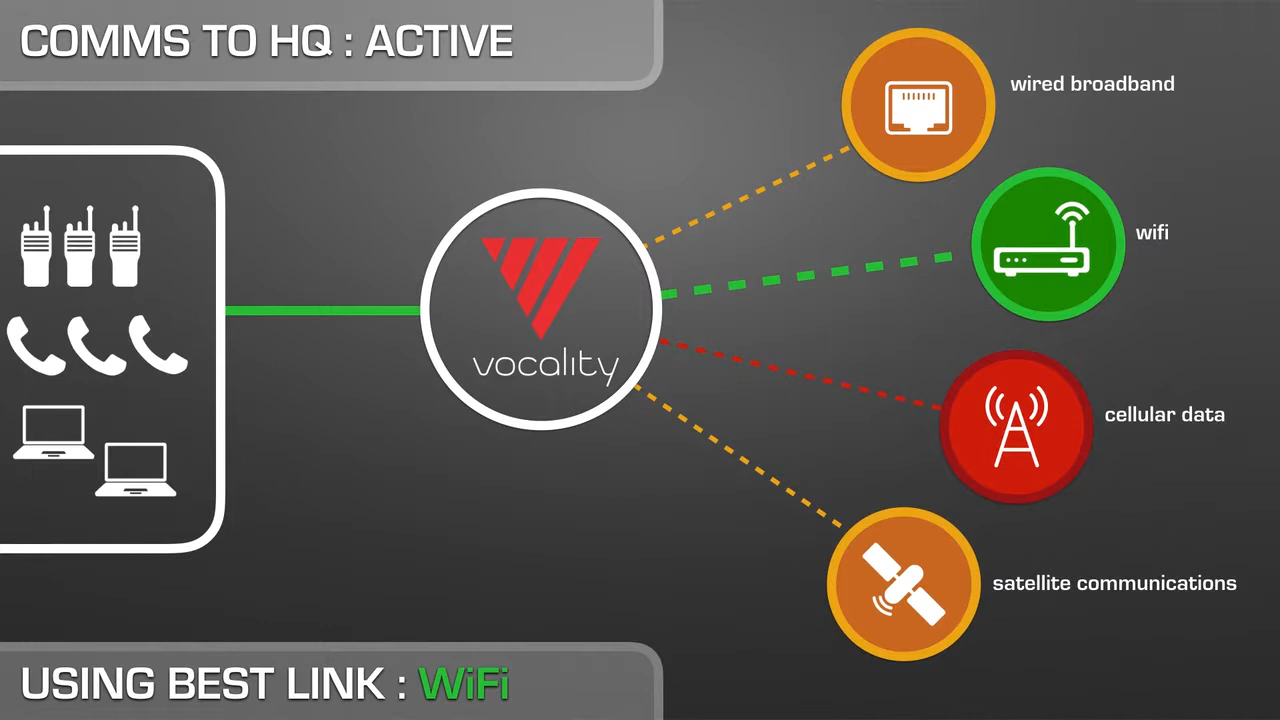 COMMS TO HQ : ACTIVE
wired broadband
wifi
vocality
cellular data
satellite communications
USING BEST LINK : WiFi